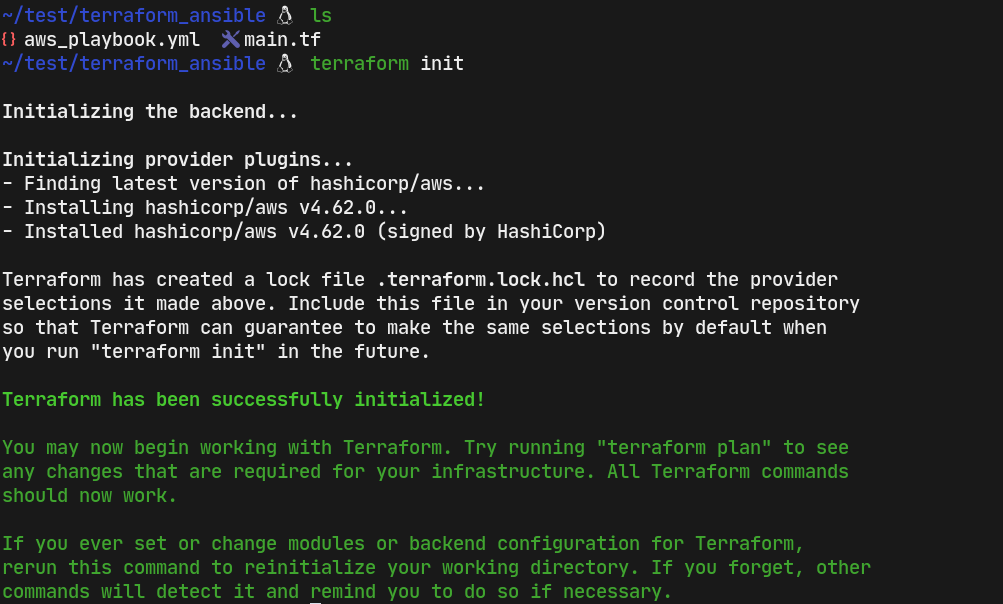 ~/test/terraform_ansible ls
aws_playbook.yml main.tf
~/test/terraform_ansible terraform init
Initializing the backend...
Initializing provider plugins...
- Finding latest version of hashicorp/aws...
- Installing hashicorp/aws v4.62.0...
- Installed hashicorp/aws v4.62.0 (signed by HashiCorp)
Terraform has created a lock file .terraform.lock.hcl to record the provider
selections it made above. Include this file in your version control repository
so that Terraform can guarantee to make the same selections by default when
you run "terraform init" in the future.
Terraform has been successfully initialized!
You may now begin working with Terraform. Try running "terraform plan" to see
any changes that are required for your infrastructure. All Terraform commands
should now work.
If you ever set or change modules or backend configuration for Terraform,
rerun this command to reinitialize your working directory. If you forget, other
commands will detect it and remind you to do so if necessary.